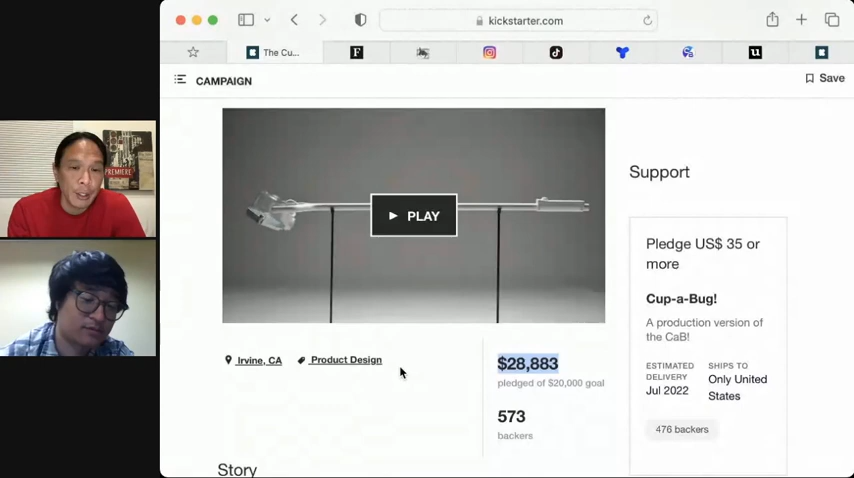 kickstarter.com
The Cu...
CAMPAIGN
Save
PREMIERE
PLAY
Support
Pledge US$ 35 or
more
Cup-a-Bug!
A production version of
the CaB!
ESTIMATED
DELIVERY
Jul 2022
SHIPS TO
Only United
States
476 backers
Irvine, CA
Product Design
$28,883
pledged of $20,000 goal
573
backers
Story